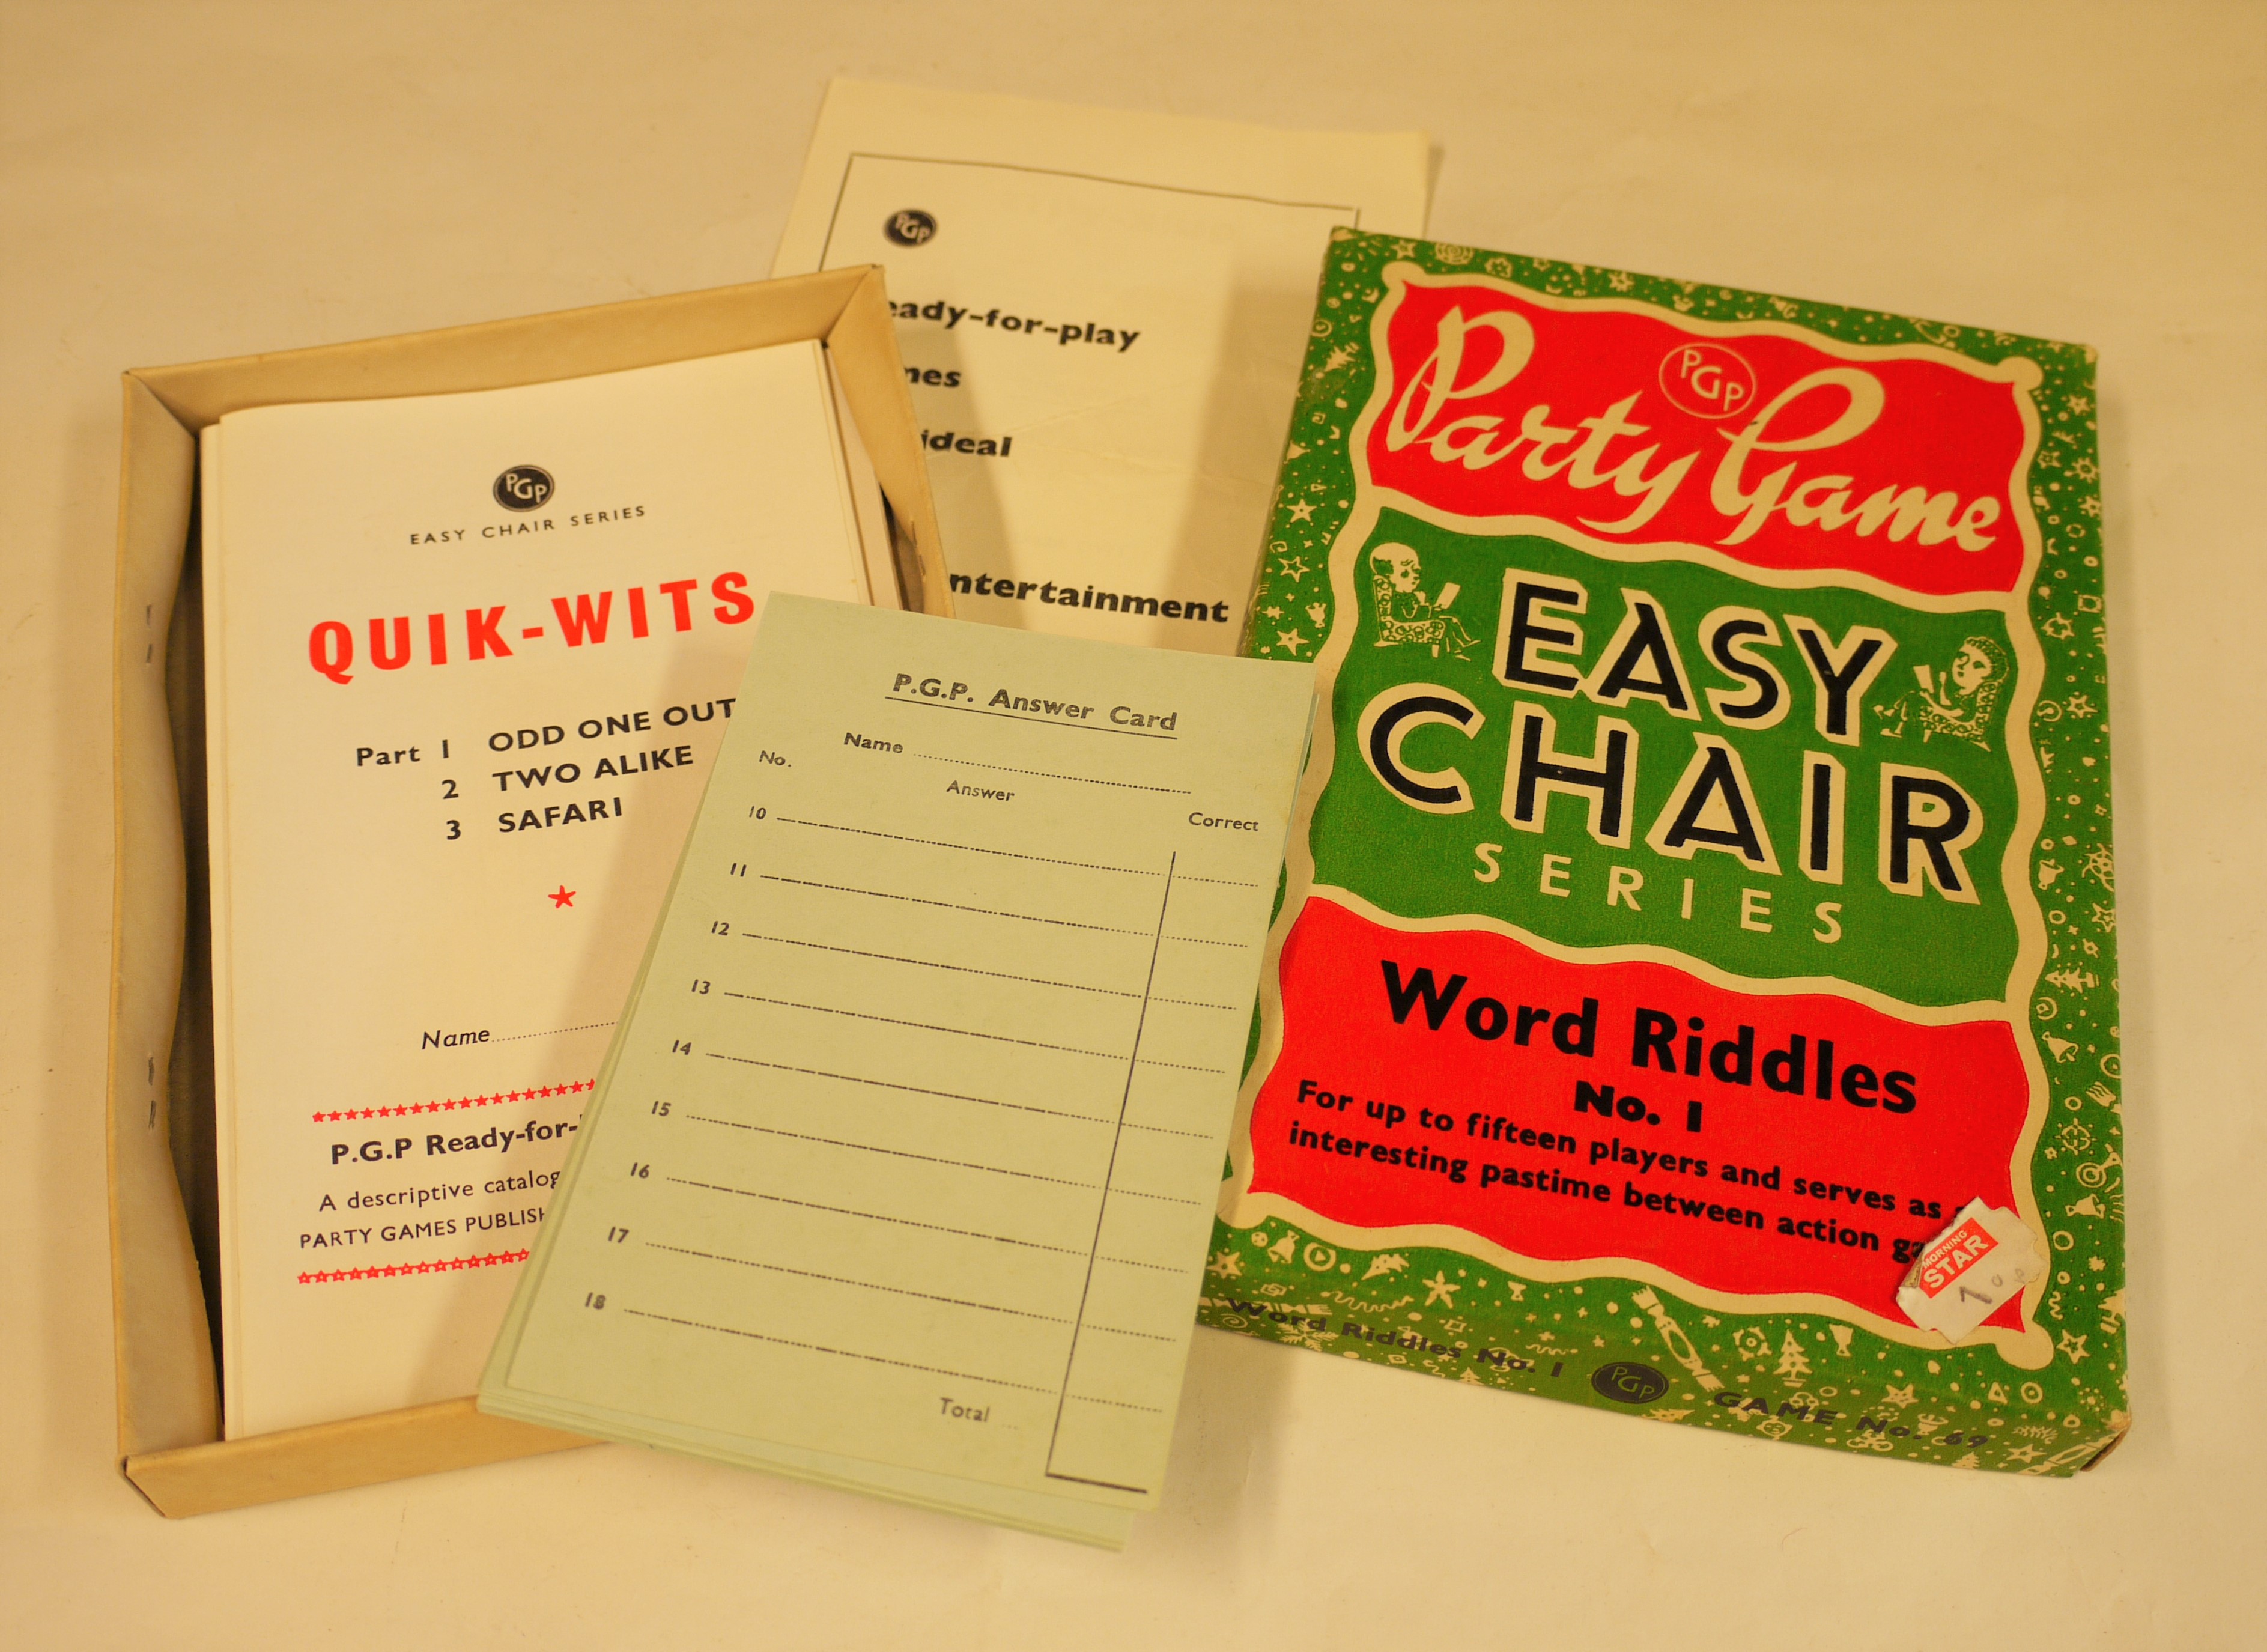 PGP
EASY CHAIR SERIES
QUIK-WITS
Part 1 ODD ONE OUT
2 TWO ALIKE
3 SAFARI
Name
P.G.P Ready-for-
A descriptive catalog
PARTY GAMES PUBLISH
PGP
eady-for-play
mes
ideal
ntertainment
P.G.P. Answer Card
Name
No. Answer Correct
10
11
12
13
14
15
16
17
18
Total
Party Game
PGP
EASY
CHAIR
SERIES
Word Riddles
No. 1
For up to fifteen players and serves as
interesting pastime between action ga
MORNING
STAR
Word Riddles No. 1 PGP GAME No. 69